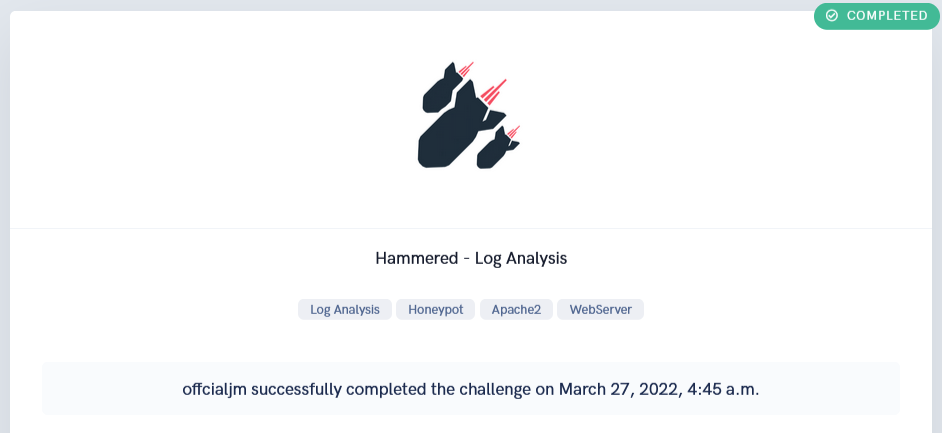 COMPLETED
Hammered - Log Analysis
Log Analysis Honeypot Apache2 WebServer
offcialjm successfully completed the challenge on March 27, 2022, 4:45 a.m.